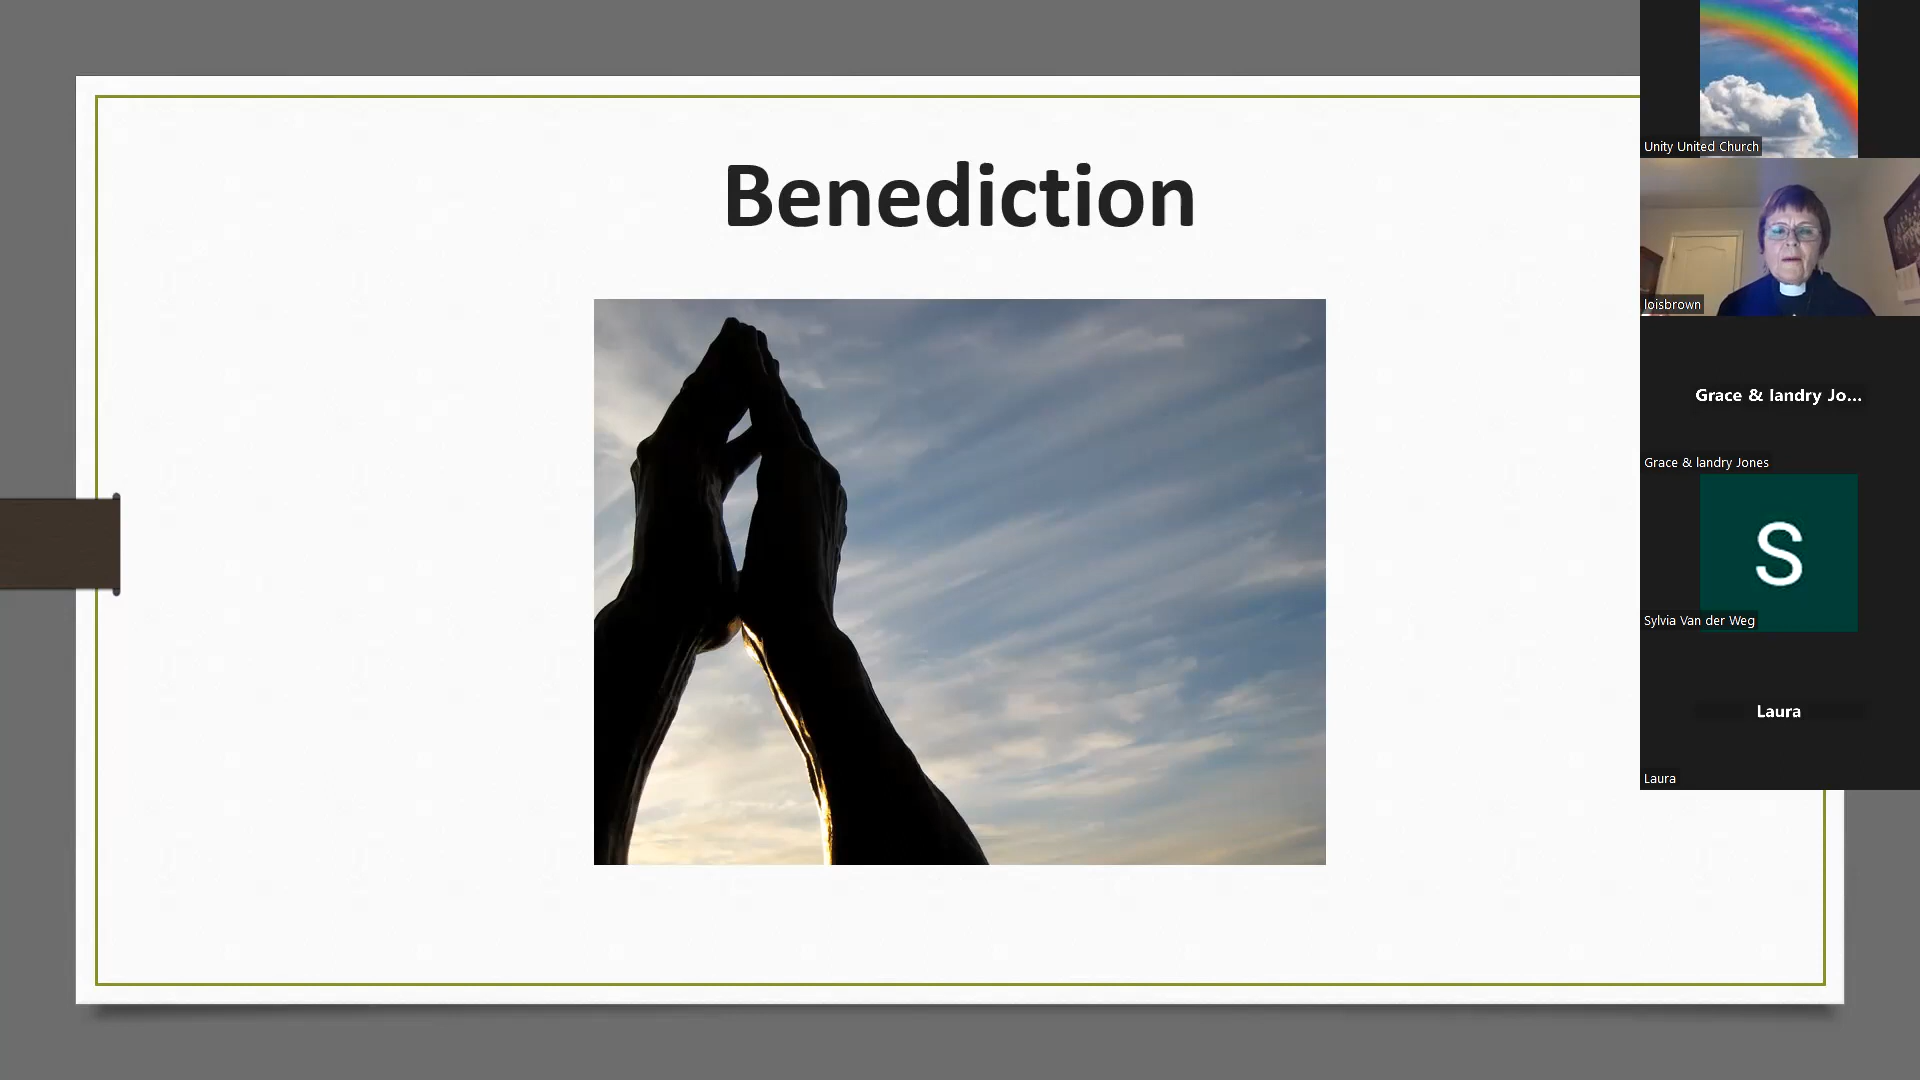 Benediction
Unity United Church
loisbrown
Grace & landry Jo...
Grace & landry Jones
S
Sylvia Van der Weg
Laura
Laura